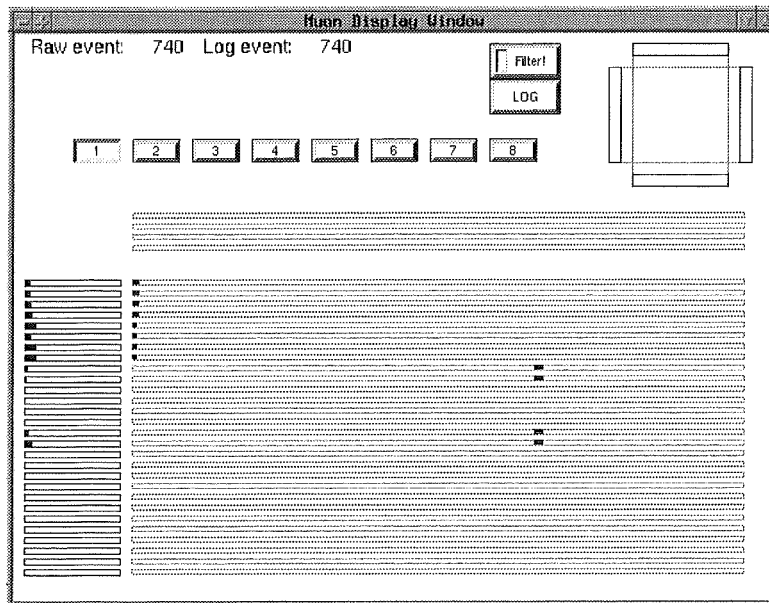 Muon Display Window
Raw event: 740 Log event: 740
Filter!
LOG
1 2 3 4 5 6 7 8